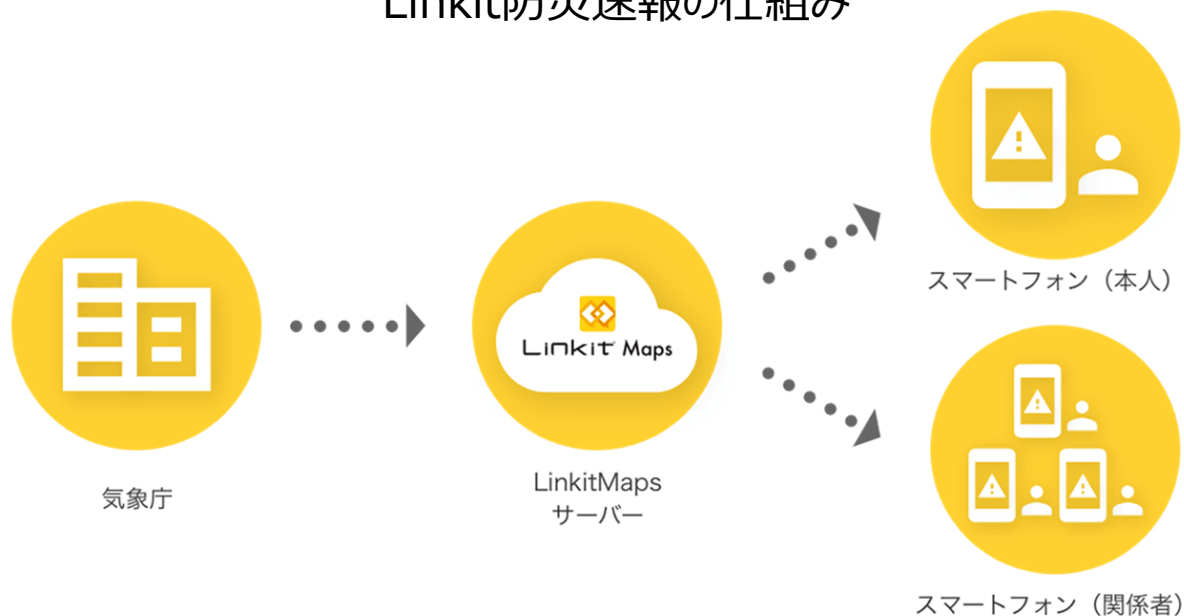 Linkit防災速報の仕組み
スマートフォン（本人）
Linkit Maps
気象庁
LinkitMaps
サーバー
スマートフォン（関係者）